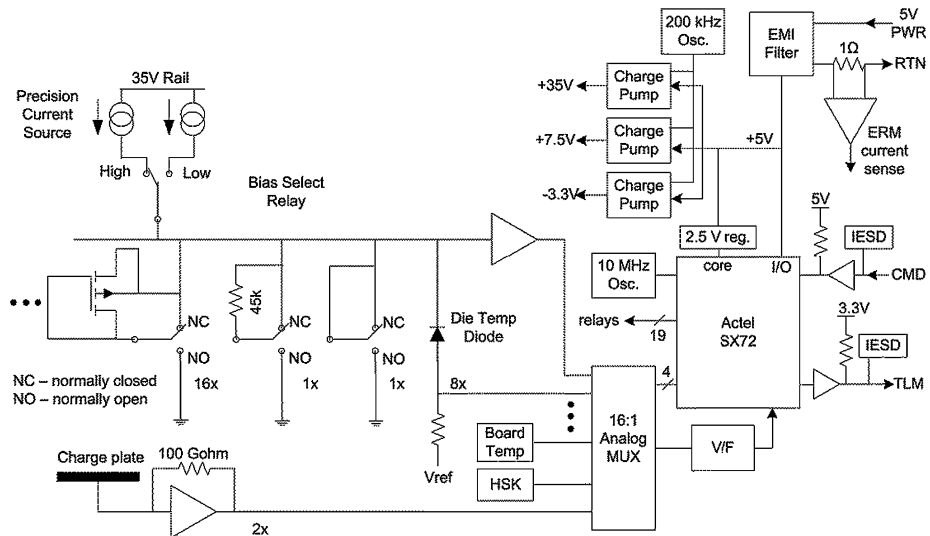 200 kHz
Osc.
EMI
Filter
5V
PWR
1Ω
RTN
ERM
current
sense
35V Rail
Precision
Current
Source
High
Low
Bias Select
Relay
+35V
Charge
Pump
+7.5V
Charge
Pump
-3.3V
Charge
Pump
+5V
2.5 V reg.
core
I/O
5V
IESD
CMD
10 MHz
Osc.
relays
19
Actel
SX72
3.3V
IESD
TLM
NC
NO
16x
45k
NC
NO
1x
NC
NO
1x
Die Temp
Diode
8x
Vref
NC – normally closed
NO – normally open
4
16:1
Analog
MUX
V/F
Board
Temp
HSK
Charge plate
100 Gohm
2x